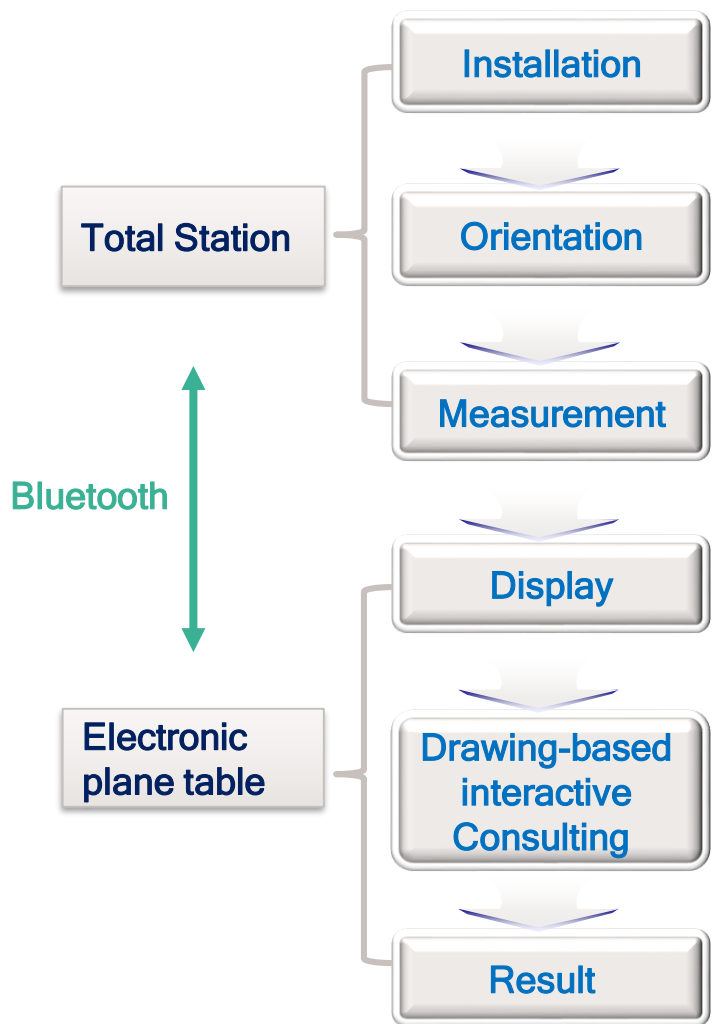 Installation
Total Station
Orientation
Measurement
Bluetooth
Display
Electronic
plane table
Drawing-based
interactive
Consulting
Result